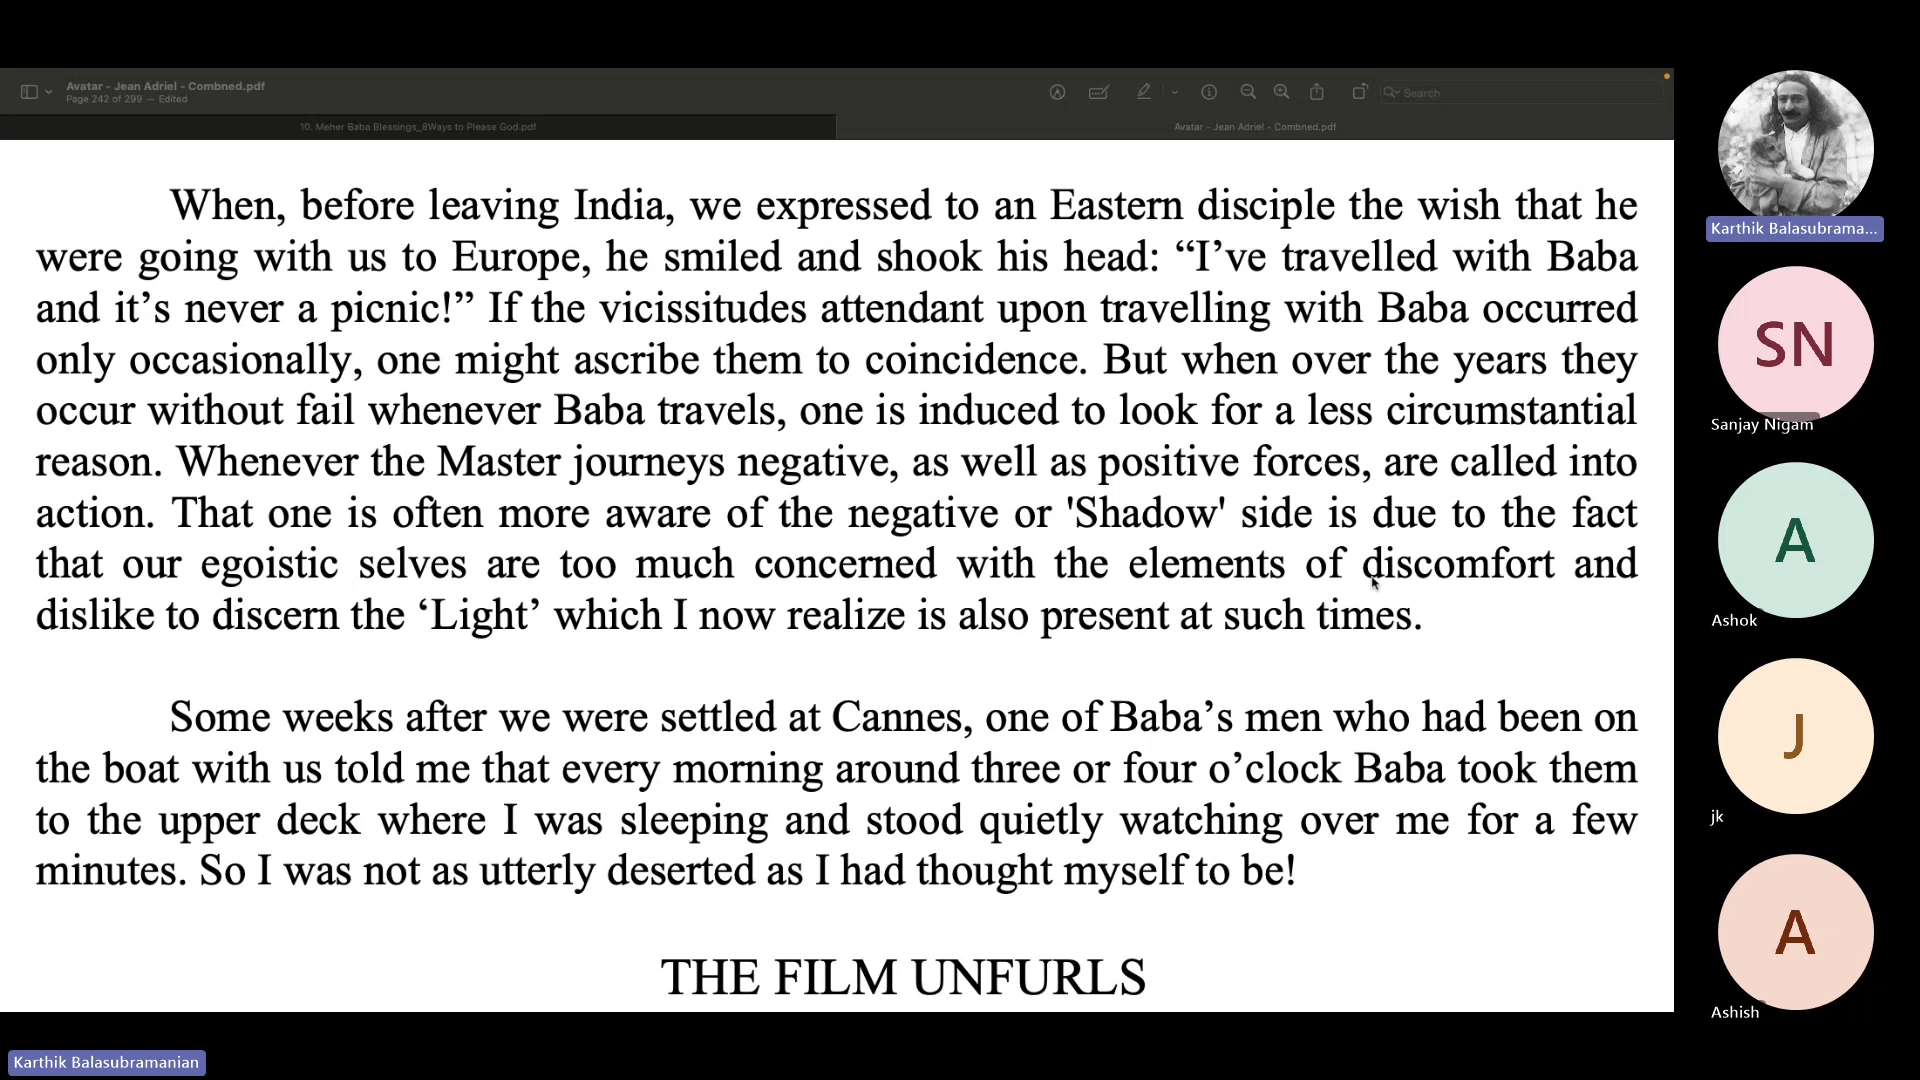 Avatar - Jean Adriel - Combned.pdf
Page 242 of 299 — Edited
Search
10. Meher Baba Blessings_8Ways to Please God.pdf
Avatar - Jean Adriel - Combned.pdf
When, before leaving India, we expressed to an Eastern disciple the wish that he
were going with us to Europe, he smiled and shook his head: “I’ve travelled with Baba
and it’s never a picnic!” If the vicissitudes attendant upon travelling with Baba occurred
only occasionally, one might ascribe them to coincidence. But when over the years they
occur without fail whenever Baba travels, one is induced to look for a less circumstantial
reason. Whenever the Master journeys negative, as well as positive forces, are called into
action. That one is often more aware of the negative or 'Shadow' side is due to the fact
that our egoistic selves are too much concerned with the elements of discomfort and
dislike to discern the ‘Light’ which I now realize is also present at such times.
Some weeks after we were settled at Cannes, one of Baba’s men who had been on
the boat with us told me that every morning around three or four o’clock Baba took them
to the upper deck where I was sleeping and stood quietly watching over me for a few
minutes. So I was not as utterly deserted as I had thought myself to be!
THE FILM UNFURLS
Karthik Balasubrama...
SN
Sanjay Nigam
A
Ashok
J
jk
A
Ashish
Karthik Balasubramanian